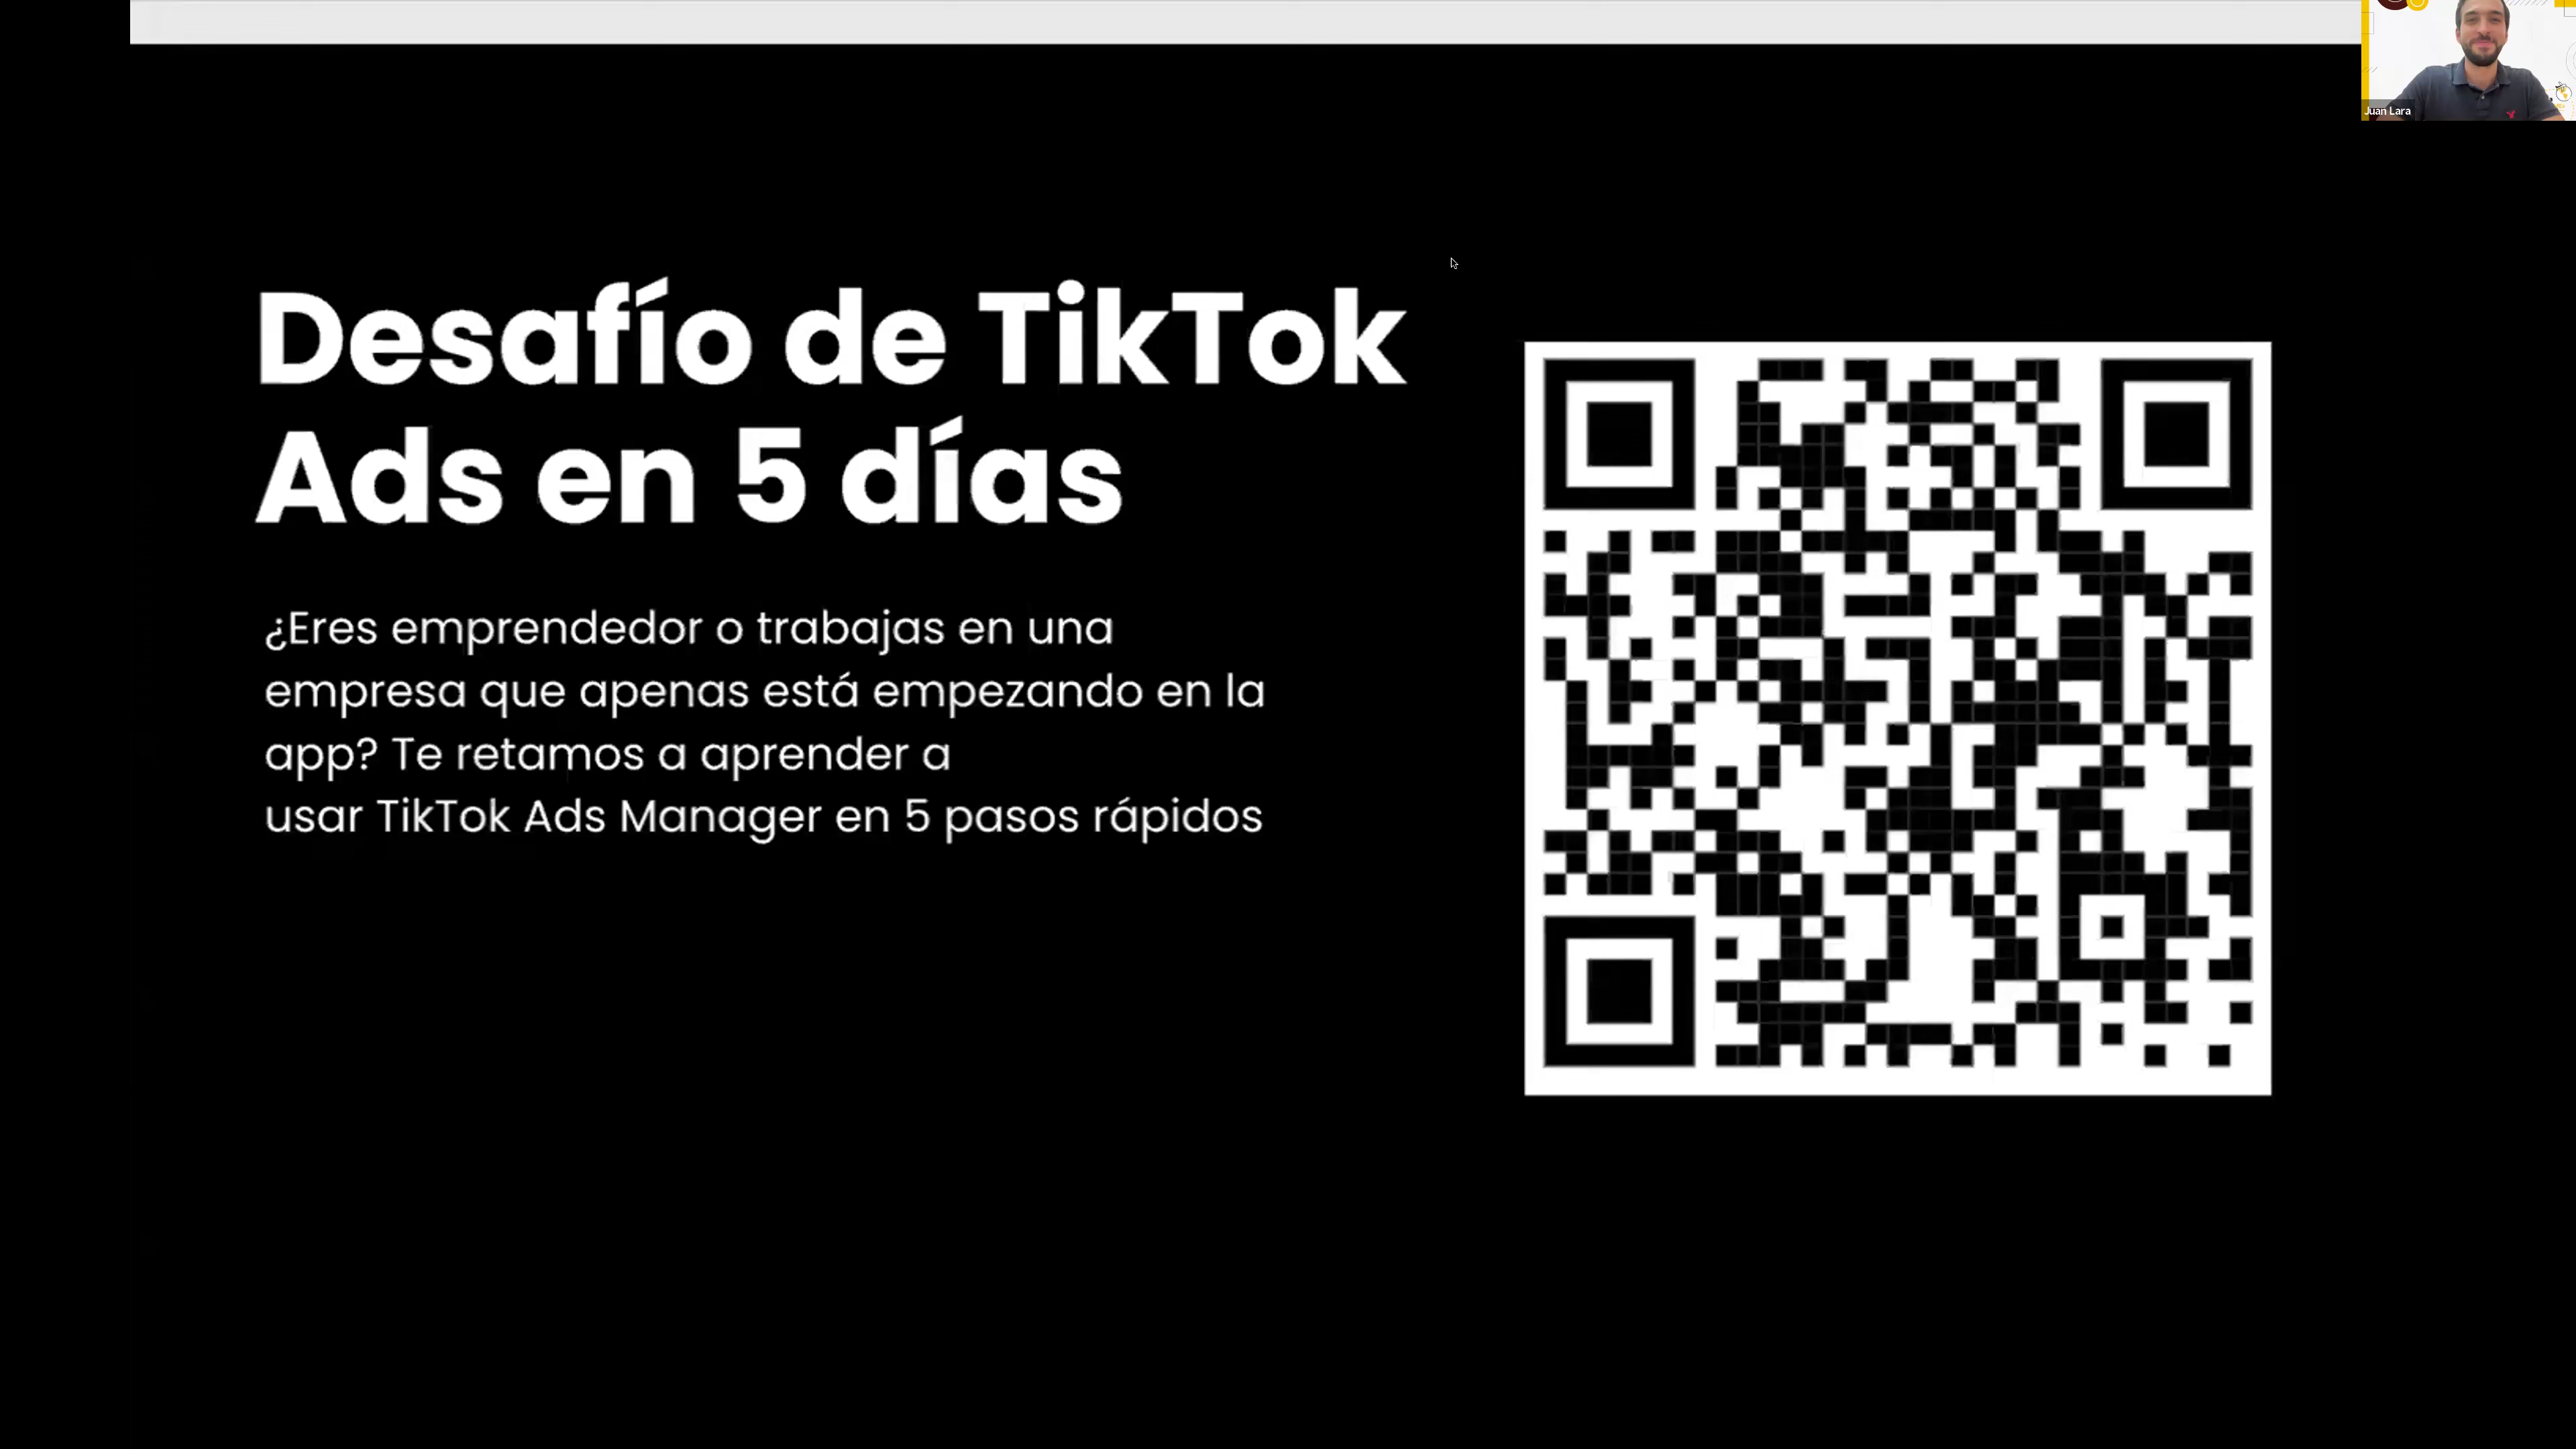 Juan Lara
Desafío de TikTok
Ads en 5 días
¿Eres emprendedor o trabajas en una
empresa que apenas está empezando en la
app? Te retamos a aprender a
usar TikTok Ads Manager en 5 pasos rápidos